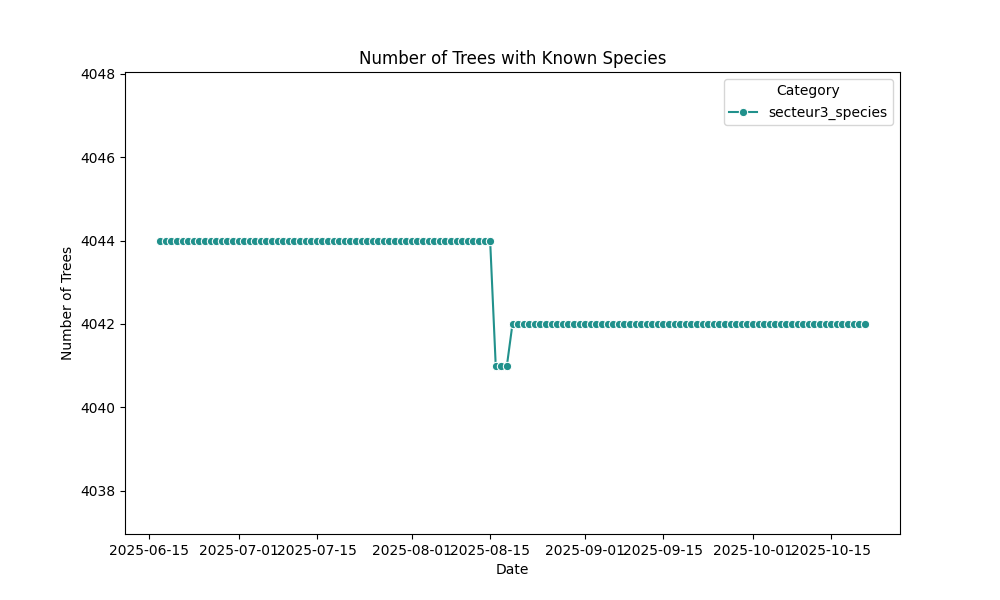 Number of Trees with Known Species
Category
secteur3_species
Number of Trees
4048
4046
4044
4042
4040
4038
2025-06-15 2025-07-01 2025-07-15 2025-08-01 2025-08-15 2025-09-01 2025-09-15 2025-10-01 2025-10-15
Date